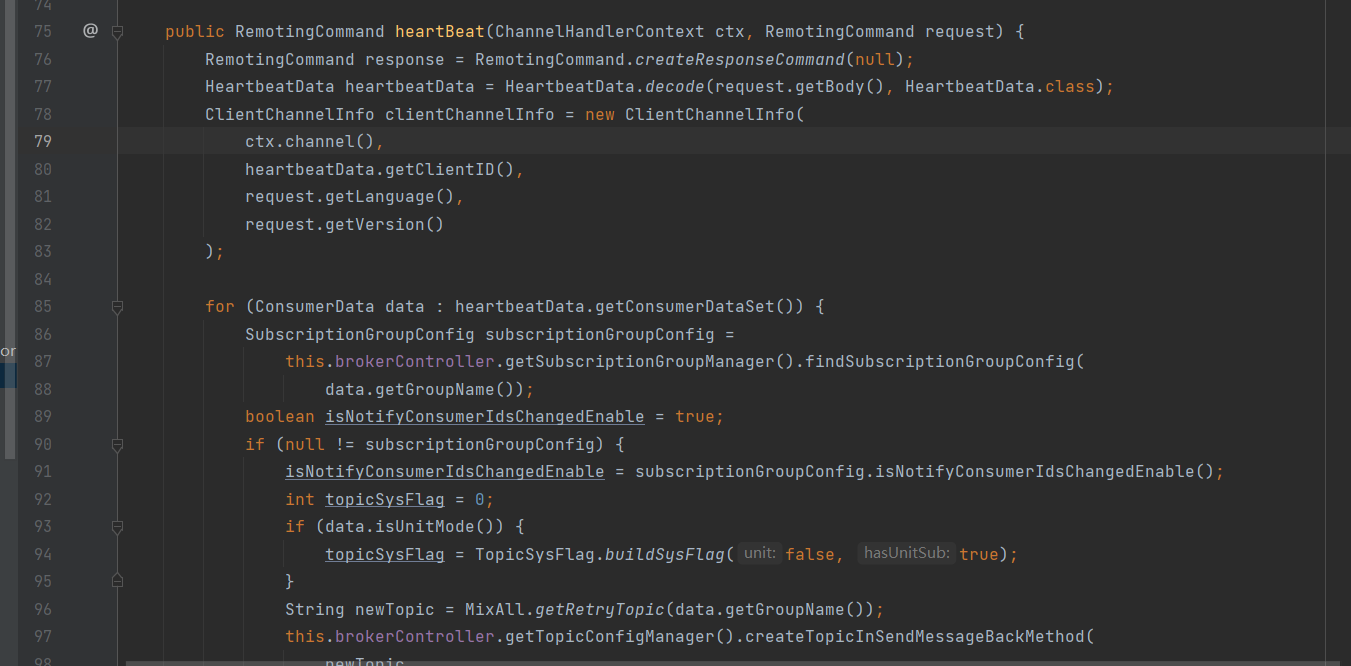 74
75 @ public RemotingCommand heartBeat(ChannelHandlerContext ctx, RemotingCommand request) {
76 RemotingCommand response = RemotingCommand.createResponseCommand(null);
77 HeartbeatData heartbeatData = HeartbeatData.decode(request.getBody(), HeartbeatData.class);
78 ClientChannelInfo clientChannelInfo = new ClientChannelInfo(
79 ctx.channel(),
80 heartbeatData.getClientID(),
81 request.getLanguage(),
82 request.getVersion()
83 );
84
85 for (ConsumerData data : heartbeatData.getConsumerDataSet()) {
86 SubscriptionGroupConfig subscriptionGroupConfig =
or
87 this.brokerController.getSubscriptionGroupManager().findSubscriptionGroupConfig(
88 data.getGroupName());
89 boolean isNotifyConsumerIdsChangedEnable = true;
90 if (null != subscriptionGroupConfig) {
91 isNotifyConsumerIdsChangedEnable = subscriptionGroupConfig.isNotifyConsumerIdsChangedEnable();
92 int topicSysFlag = 0;
93 if (data.isUnitMode()) {
94 topicSysFlag = TopicSysFlag.buildSysFlag( unit: false, hasUnitSub: true);
95 }
96 String newTopic = MixAll.getRetryTopic(data.getGroupName());
97 this.brokerController.getTopicConfigManager().createTopicInSendMessageBackMethod(
98 newTopic